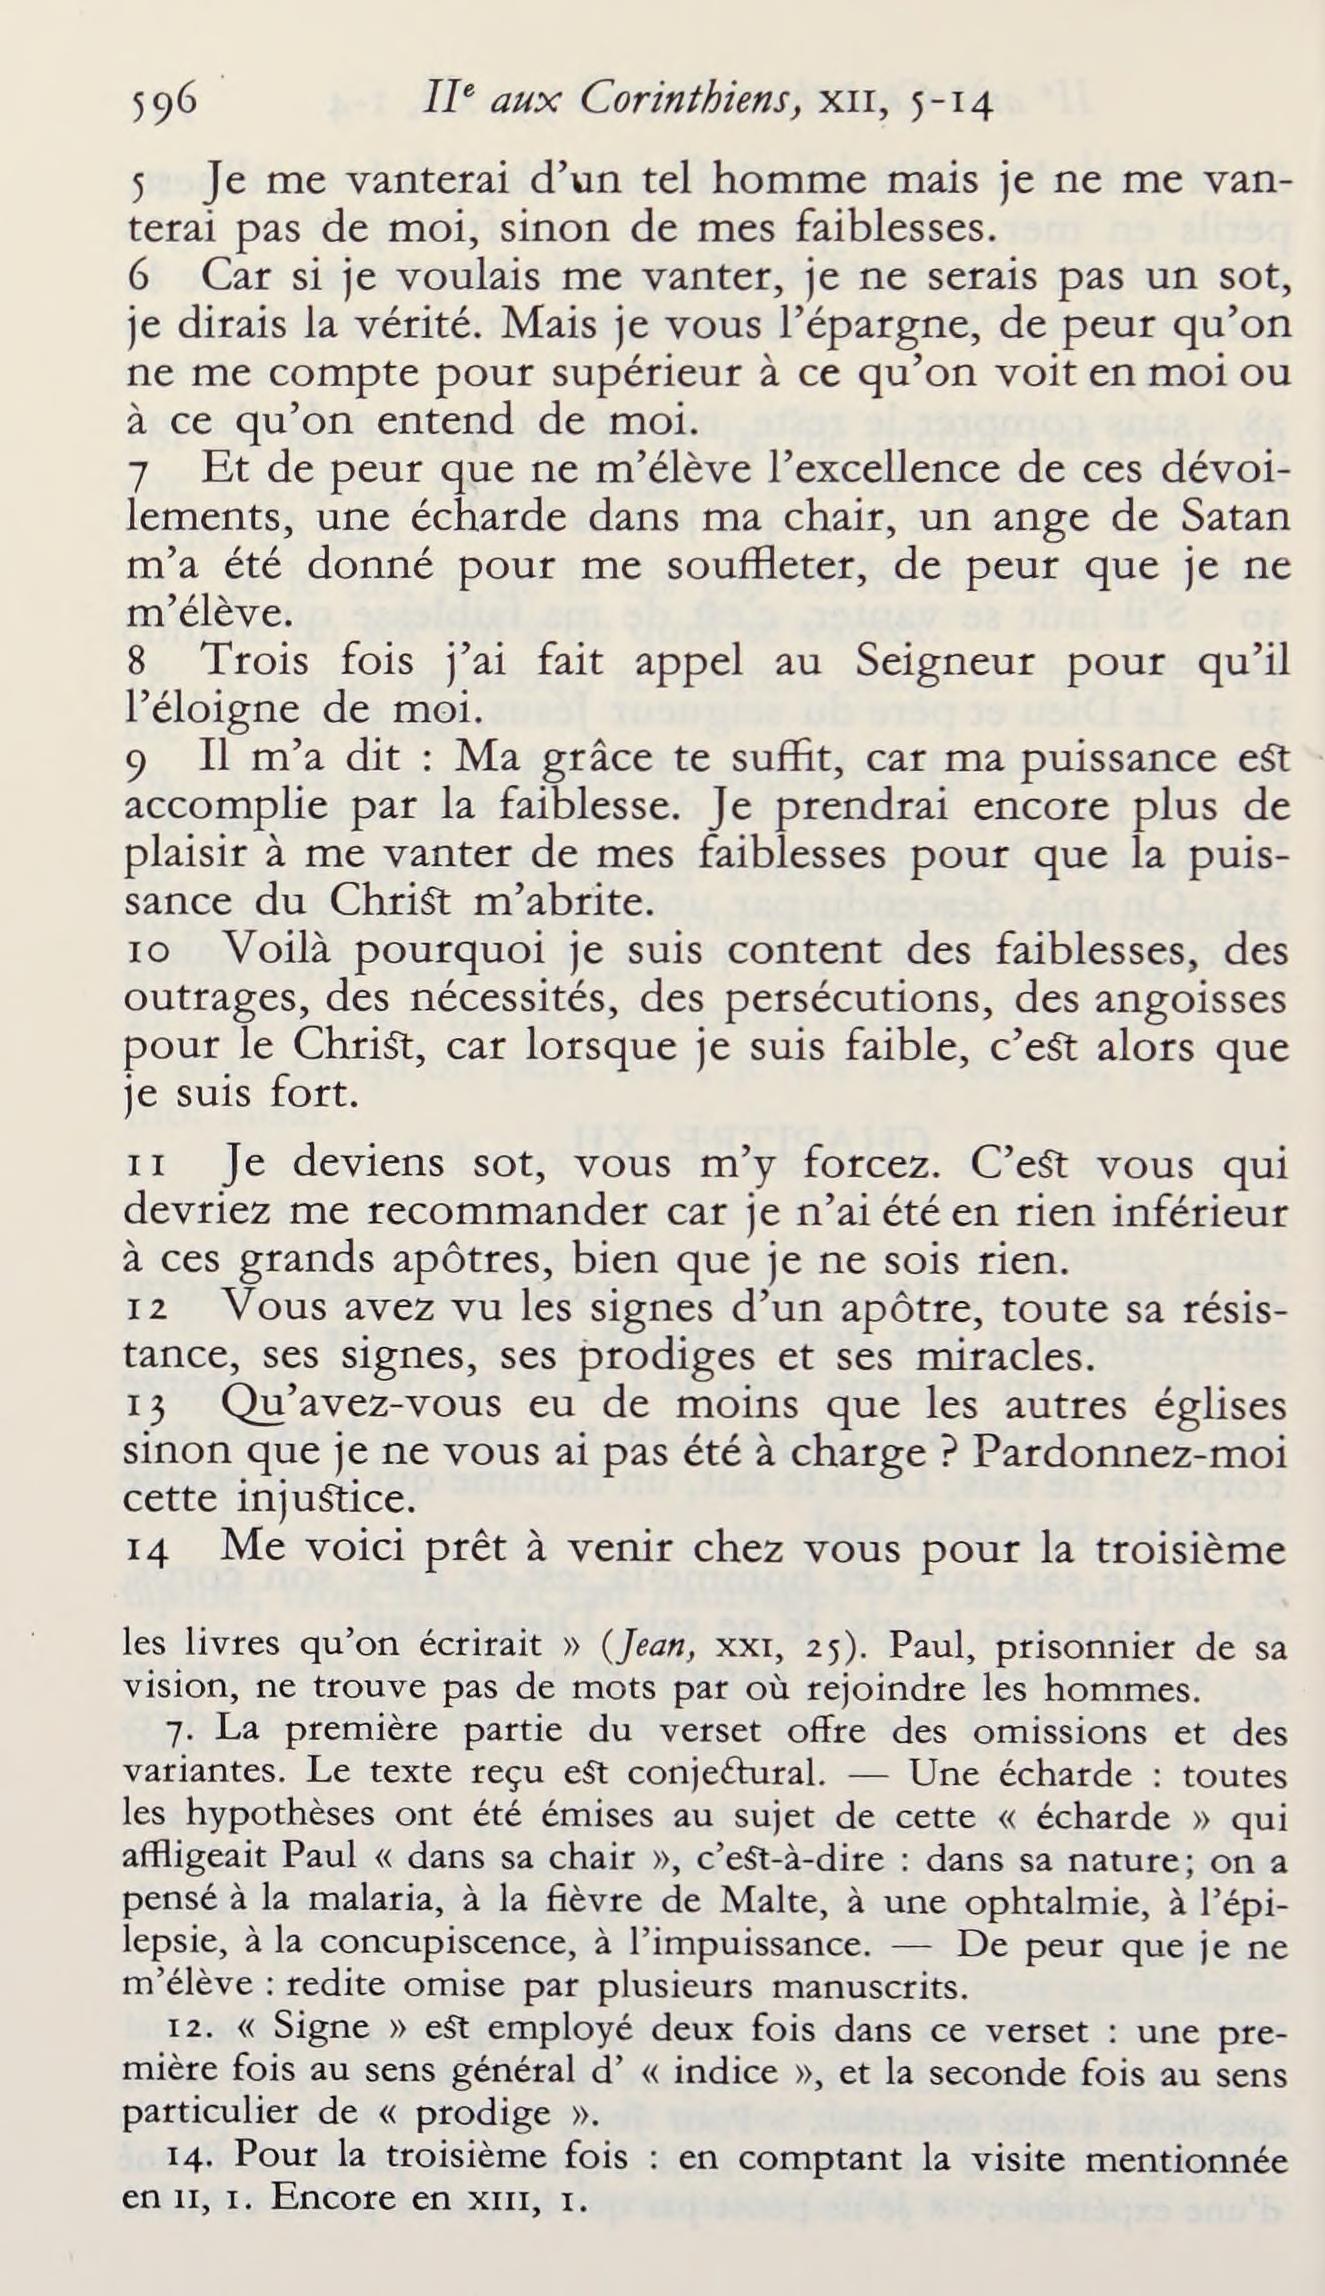 596 IIe aux Corinthiens, XII, 5-14
5 Je me vanterai d’un tel homme mais je ne me van-
terai pas de moi, sinon de mes faiblesses.
6 Car si je voulais me vanter, je ne serais pas un sot,
je dirais la vérité. Mais je vous l’épargne, de peur qu’on
ne me compte pour supérieur à ce qu’on voit en moi ou
à ce qu’on entend de moi.
7 Et de peur que ne m’élève l’excellence de ces dévoi-
lements, une écharde dans ma chair, un ange de Satan
m’a été donné pour me souffleter, de peur que je ne
m’élève.
8 Trois fois j’ai fait appel au Seigneur pour qu’il
l’éloigne de moi.
9 Il m’a dit : Ma grâce te suffit, car ma puissance est
accomplie par la faiblesse. Je prendrai encore plus de
plaisir à me vanter de mes faiblesses pour que la puis-
sance du Christ m’abrite.
10 Voilà pourquoi je suis content des faiblesses, des
outrages, des nécessités, des persécutions, des angoisses
pour le Christ, car lorsque je suis faible, c’est alors que
je suis fort.
11 Je deviens sot, vous m’y forcez. C’est vous qui
devriez me recommander car je n’ai été en rien inférieur
à ces grands apôtres, bien que je ne sois rien.
12 Vous avez vu les signes d’un apôtre, toute sa résis-
tance, ses signes, ses prodiges et ses miracles.
13 Qu’avez-vous eu de moins que les autres églises
sinon que je ne vous ai pas été à charge ? Pardonnez-moi
cette injustice.
14 Me voici prêt à venir chez vous pour la troisième
les livres qu’on écrirait » (Jean, XXI, 25). Paul, prisonnier de sa
vision, ne trouve pas de mots par où rejoindre les hommes.
7. La première partie du verset offre des omissions et des
variantes. Le texte reçu est conjectural. — Une écharde : toutes
les hypothèses ont été émises au sujet de cette « écharde » qui
affligeait Paul « dans sa chair », c’est-à-dire : dans sa nature; on a
pensé à la malaria, à la fièvre de Malte, à une ophtalmie, à l’épi-
lepsie, à la concupiscence, à l’impuissance. — De peur que je ne
m’élève : redite omise par plusieurs manuscrits.
12. « Signe » est employé deux fois dans ce verset : une pre-
mière fois au sens général d’ « indice », et la seconde fois au sens
particulier de « prodige ».
14. Pour la troisième fois : en comptant la visite mentionnée
en II, 1. Encore en XIII, 1.